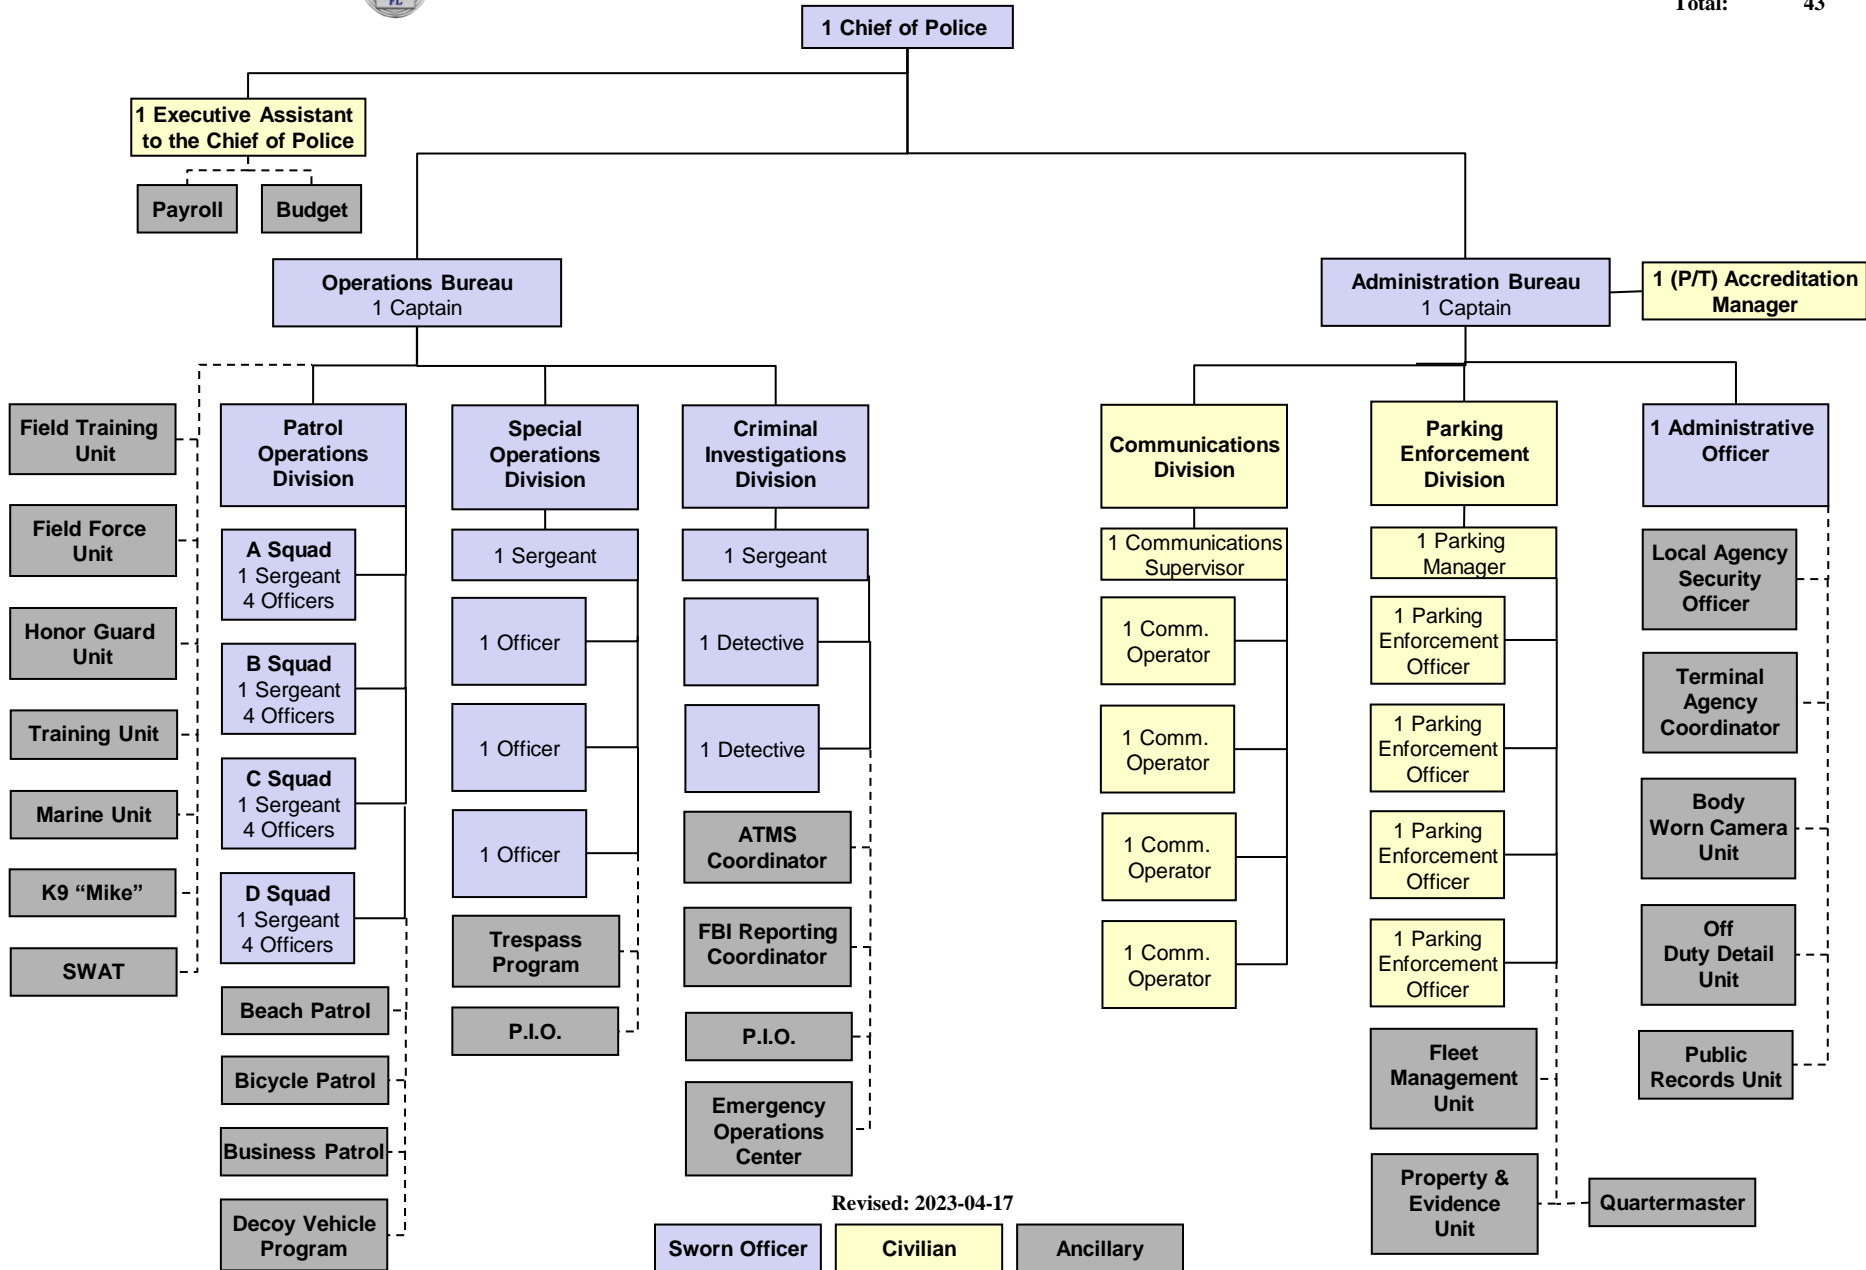 FL
Total: 43
1 Chief of Police
1 Executive Assistant
to the Chief of Police
Payroll
Budget
Operations Bureau
1 Captain
Administration Bureau
1 Captain
1 (P/T) Accreditation
Manager
Field Training
Unit
Field Force
Unit
Honor Guard
Unit
Training Unit
Marine Unit
K9 “Mike”
SWAT
Patrol
Operations
Division
A Squad
1 Sergeant
4 Officers
B Squad
1 Sergeant
4 Officers
C Squad
1 Sergeant
4 Officers
D Squad
1 Sergeant
4 Officers
Beach Patrol
Bicycle Patrol
Business Patrol
Decoy Vehicle
Program
Special
Operations
Division
1 Sergeant
1 Officer
1 Officer
1 Officer
Trespass
Program
P.I.O.
Criminal
Investigations
Division
1 Sergeant
1 Detective
1 Detective
ATMS
Coordinator
FBI Reporting
Coordinator
P.I.O.
Emergency
Operations
Center
Communications
Division
1 Communications
Supervisor
1 Comm.
Operator
1 Comm.
Operator
1 Comm.
Operator
1 Comm.
Operator
Parking
Enforcement
Division
1 Parking
Manager
1 Parking
Enforcement
Officer
1 Parking
Enforcement
Officer
1 Parking
Enforcement
Officer
1 Parking
Enforcement
Officer
Fleet
Management
Unit
Property &
Evidence
Unit
Quartermaster
1 Administrative
Officer
Local Agency
Security
Officer
Terminal
Agency
Coordinator
Body
Worn Camera
Unit
Off
Duty Detail
Unit
Public
Records Unit
Revised: 2023-04-17
Sworn Officer
Civilian
Ancillary